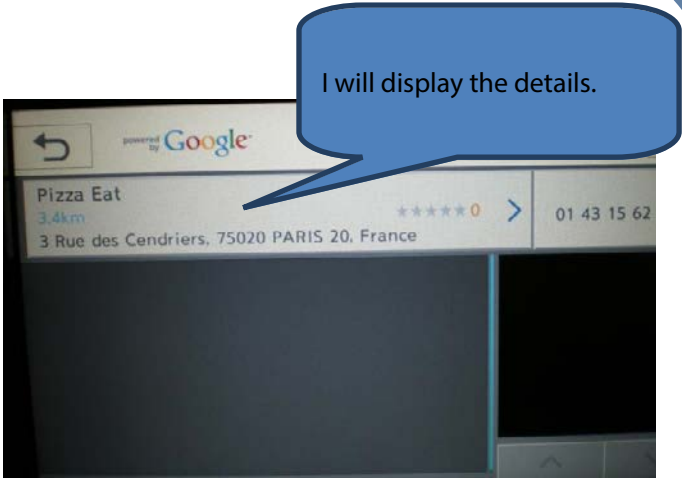 I will display the details.
powered by Google
Pizza Eat
3.4km
0
3 Rue des Cendriers, 75020 PARIS 20, France
01 43 15 62